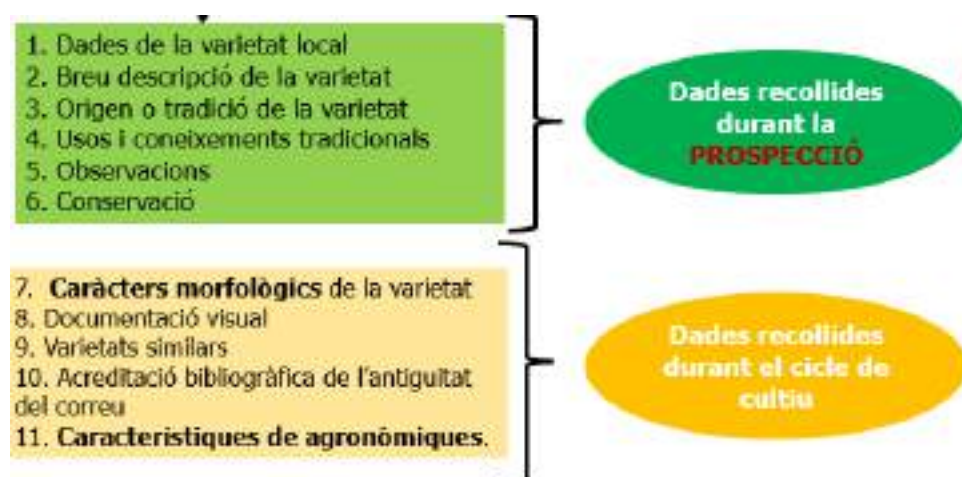 1. Dades de la varietat local
2. Breu descripció de la varietat
3. Origen o tradició de la varietat
4. Usos i coneixements tradicionals
5. Observacions
6. Conservació
Dades recollides
durant la
PROSPECCIÓ
7. Caràcters morfològics de la varietat
8. Documentació visual
9. Varietats similars
10. Acreditació bibliogràfica de l'antiguitat
del correu
11. Característiques de agronòmiques.
Dades recollides
durant el cicle de
cultiu